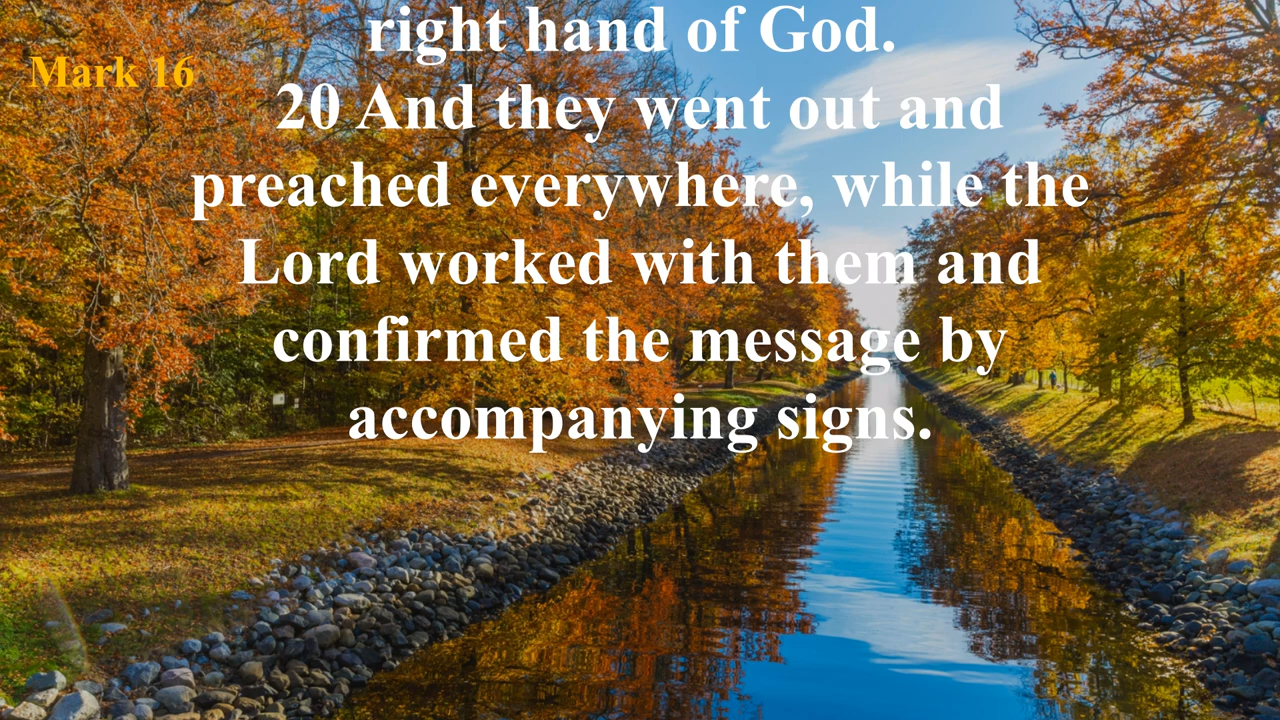 right hand of God.
Mark 16
20 And they went out and
preached everywhere, while the
Lord worked with them and
confirmed the message by
accompanying signs.